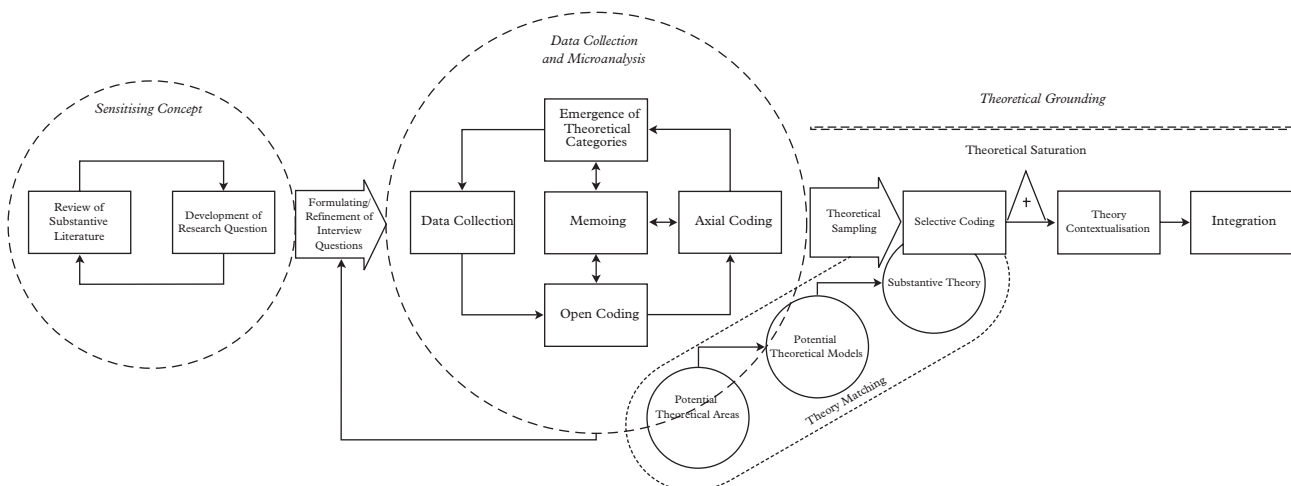 Sensitising Concept
Review of
Substantive
Literature
Development of
Research Question
Formulating/
Refinement of
Interview
Questions
Data Collection
and Microanalysis
Emergence of
Theoretical
Categories
Data Collection
Memoing
Axial Coding
Open Coding
Theoretical Grounding
Theoretical Saturation
Theoretical
Sampling
Selective Coding
†
Theory
Contextualisation
Integration
Substantive Theory
Potential
Theoretical Models
Potential
Theoretical Areas
Theory Matching